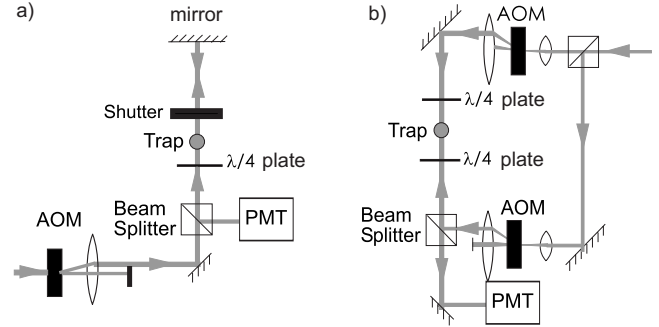 a)
mirror
Shutter
Trap
λ/4 plate
AOM
Beam
Splitter
PMT
b)
AOM
λ/4 plate
Trap
λ/4 plate
AOM
Beam
Splitter
PMT